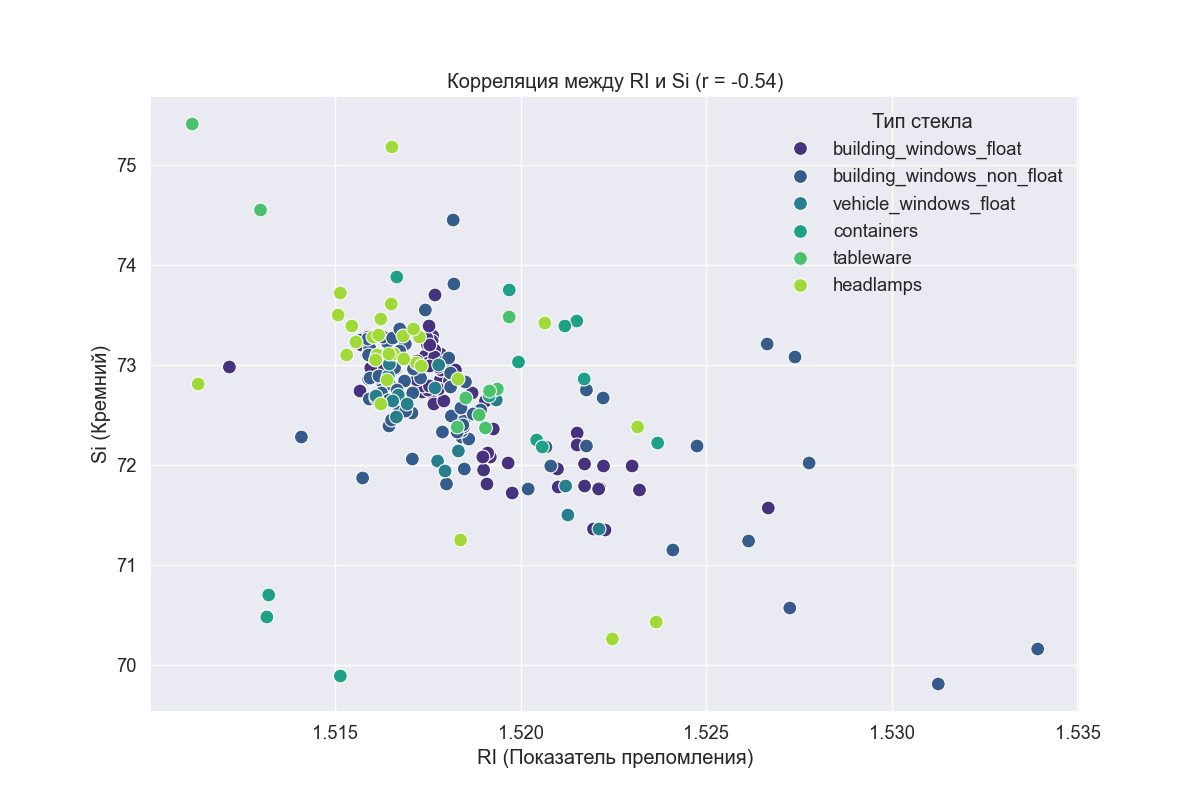 Корреляция между RI и Si (r = -0.54)
Тип стекла
building_windows_float
building_windows_non_float
vehicle_windows_float
containers
tableware
headlamps
75
74
73
72
71
70
Si (Кремний)
1.515 1.520 1.525 1.530 1.535
RI (Показатель преломления)